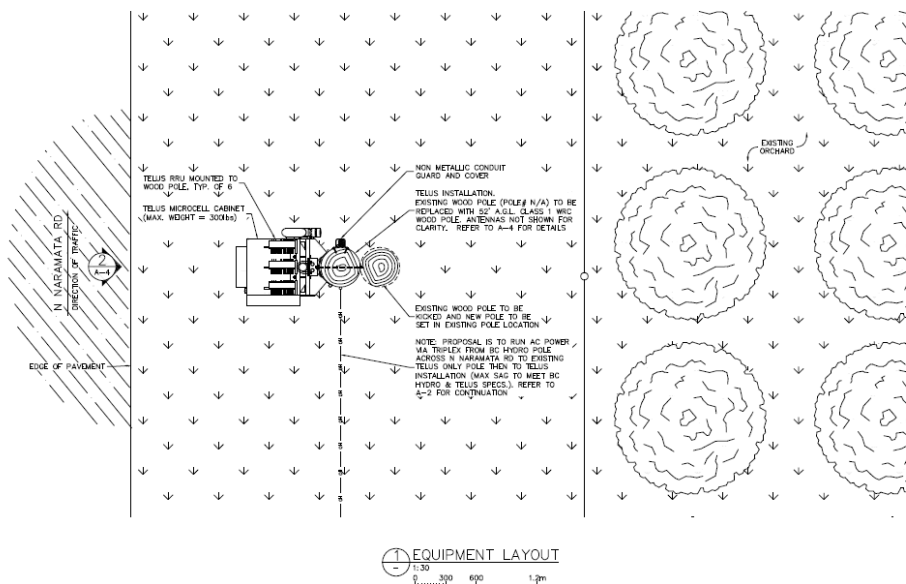 TELUS RRU MOUNTED TO
WOOD POLE, TYP. OF 6
TELUS MICROCELL CABINET
(MAX. WEIGHT = 300lbs)
NON METALLIC CONDUIT
GUARD AND COVER
TELUS INSTALLATION.
EXISTING WOOD POLE (POLE# N/A) TO BE
REPLACED WITH 52' A.G.L. CLASS 1 WRC
WOOD POLE. ANTENNAS NOT SHOWN FOR
CLARITY. REFER TO A-4 FOR DETAILS
EXISTING
ORCHARD
N NARAMATA RD
DIRECTION OF TRAFFIC
2
A-4
EXISTING WOOD POLE TO BE
KICKED AND NEW POLE TO BE
SET IN EXISTING POLE LOCATION
NOTE: PROPOSAL IS TO RUN AC POWER
VIA TRIPLEX FROM BC HYDRO POLE
ACROSS N NARAMATA RD TO EXISTING
TELUS ONLY POLE THEN TO TELUS
INSTALLATION (MAX SAG TO MEET BC
HYDRO & TELUS SPECS.). REFER TO
A-2 FOR CONTINUATION
EDGE OF PAVEMENT
1
-
EQUIPMENT LAYOUT
1:30
0 300 600 1.2m